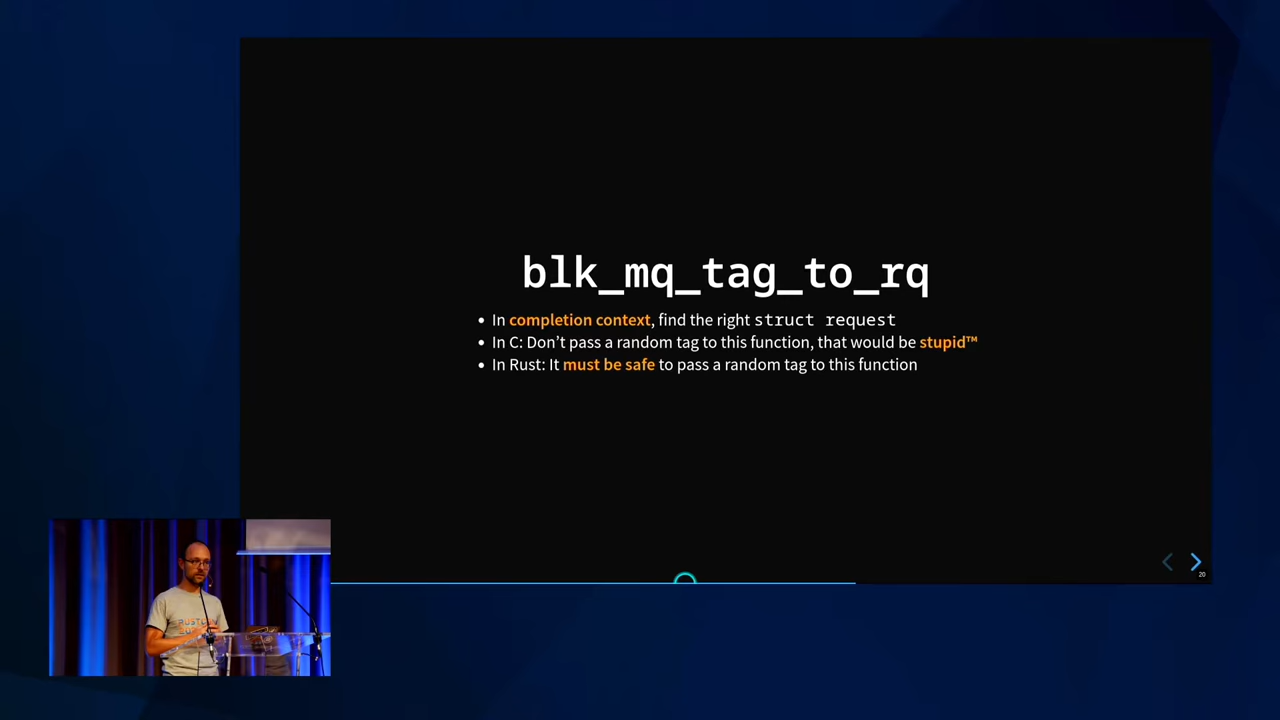 blk_mq_tag_to_rq
• In completion context, find the right struct request
• In C: Don’t pass a random tag to this function, that would be stupid™
• In Rust: It must be safe to pass a random tag to this function
20